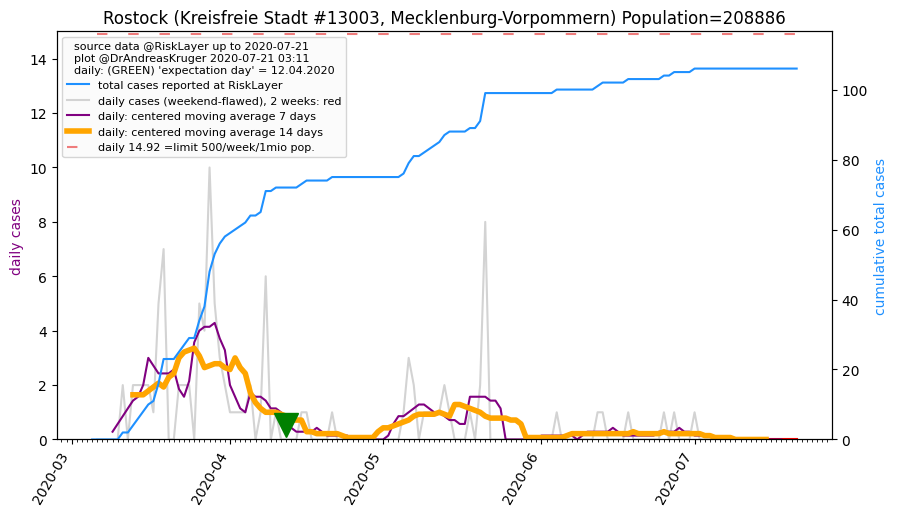 Rostock (Kreisfreie Stadt #13003, Mecklenburg-Vorpommern) Population=208886
source data @RiskLayer up to 2020-07-21
plot @DrAndreasKruger 2020-07-21 03:11
daily: (GREEN) 'expectation day' = 12.04.2020
total cases reported at RiskLayer
daily cases (weekend-flawed), 2 weeks: red
daily: centered moving average 7 days
daily: centered moving average 14 days
daily 14.92 =limit 500/week/1mio pop.
daily cases
14
12
10
8
6
4
2
0
cumulative total cases
100
80
60
40
20
0
2020-03
2020-04
2020-05
2020-06
2020-07